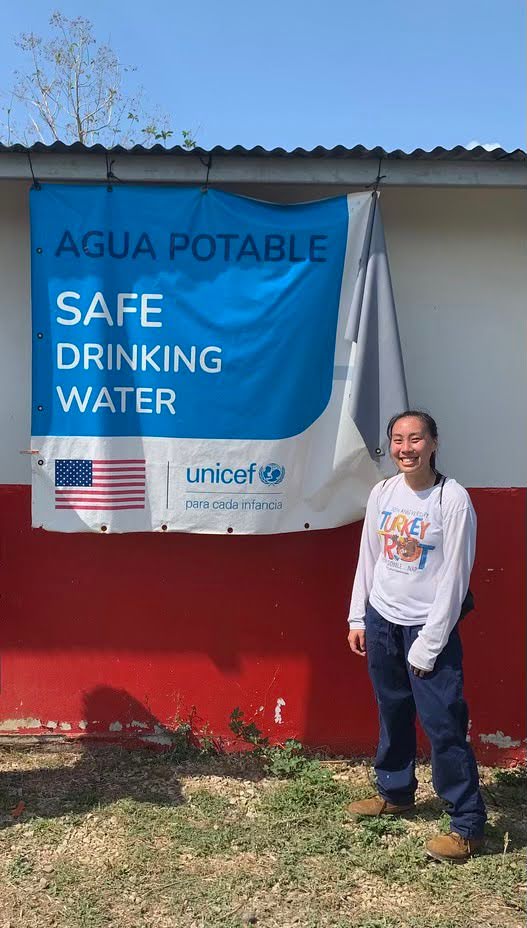 AGUA POTABLE
SAFE
DRINKING
WATER
unicef
para cada infancia
TURKEY
TROT